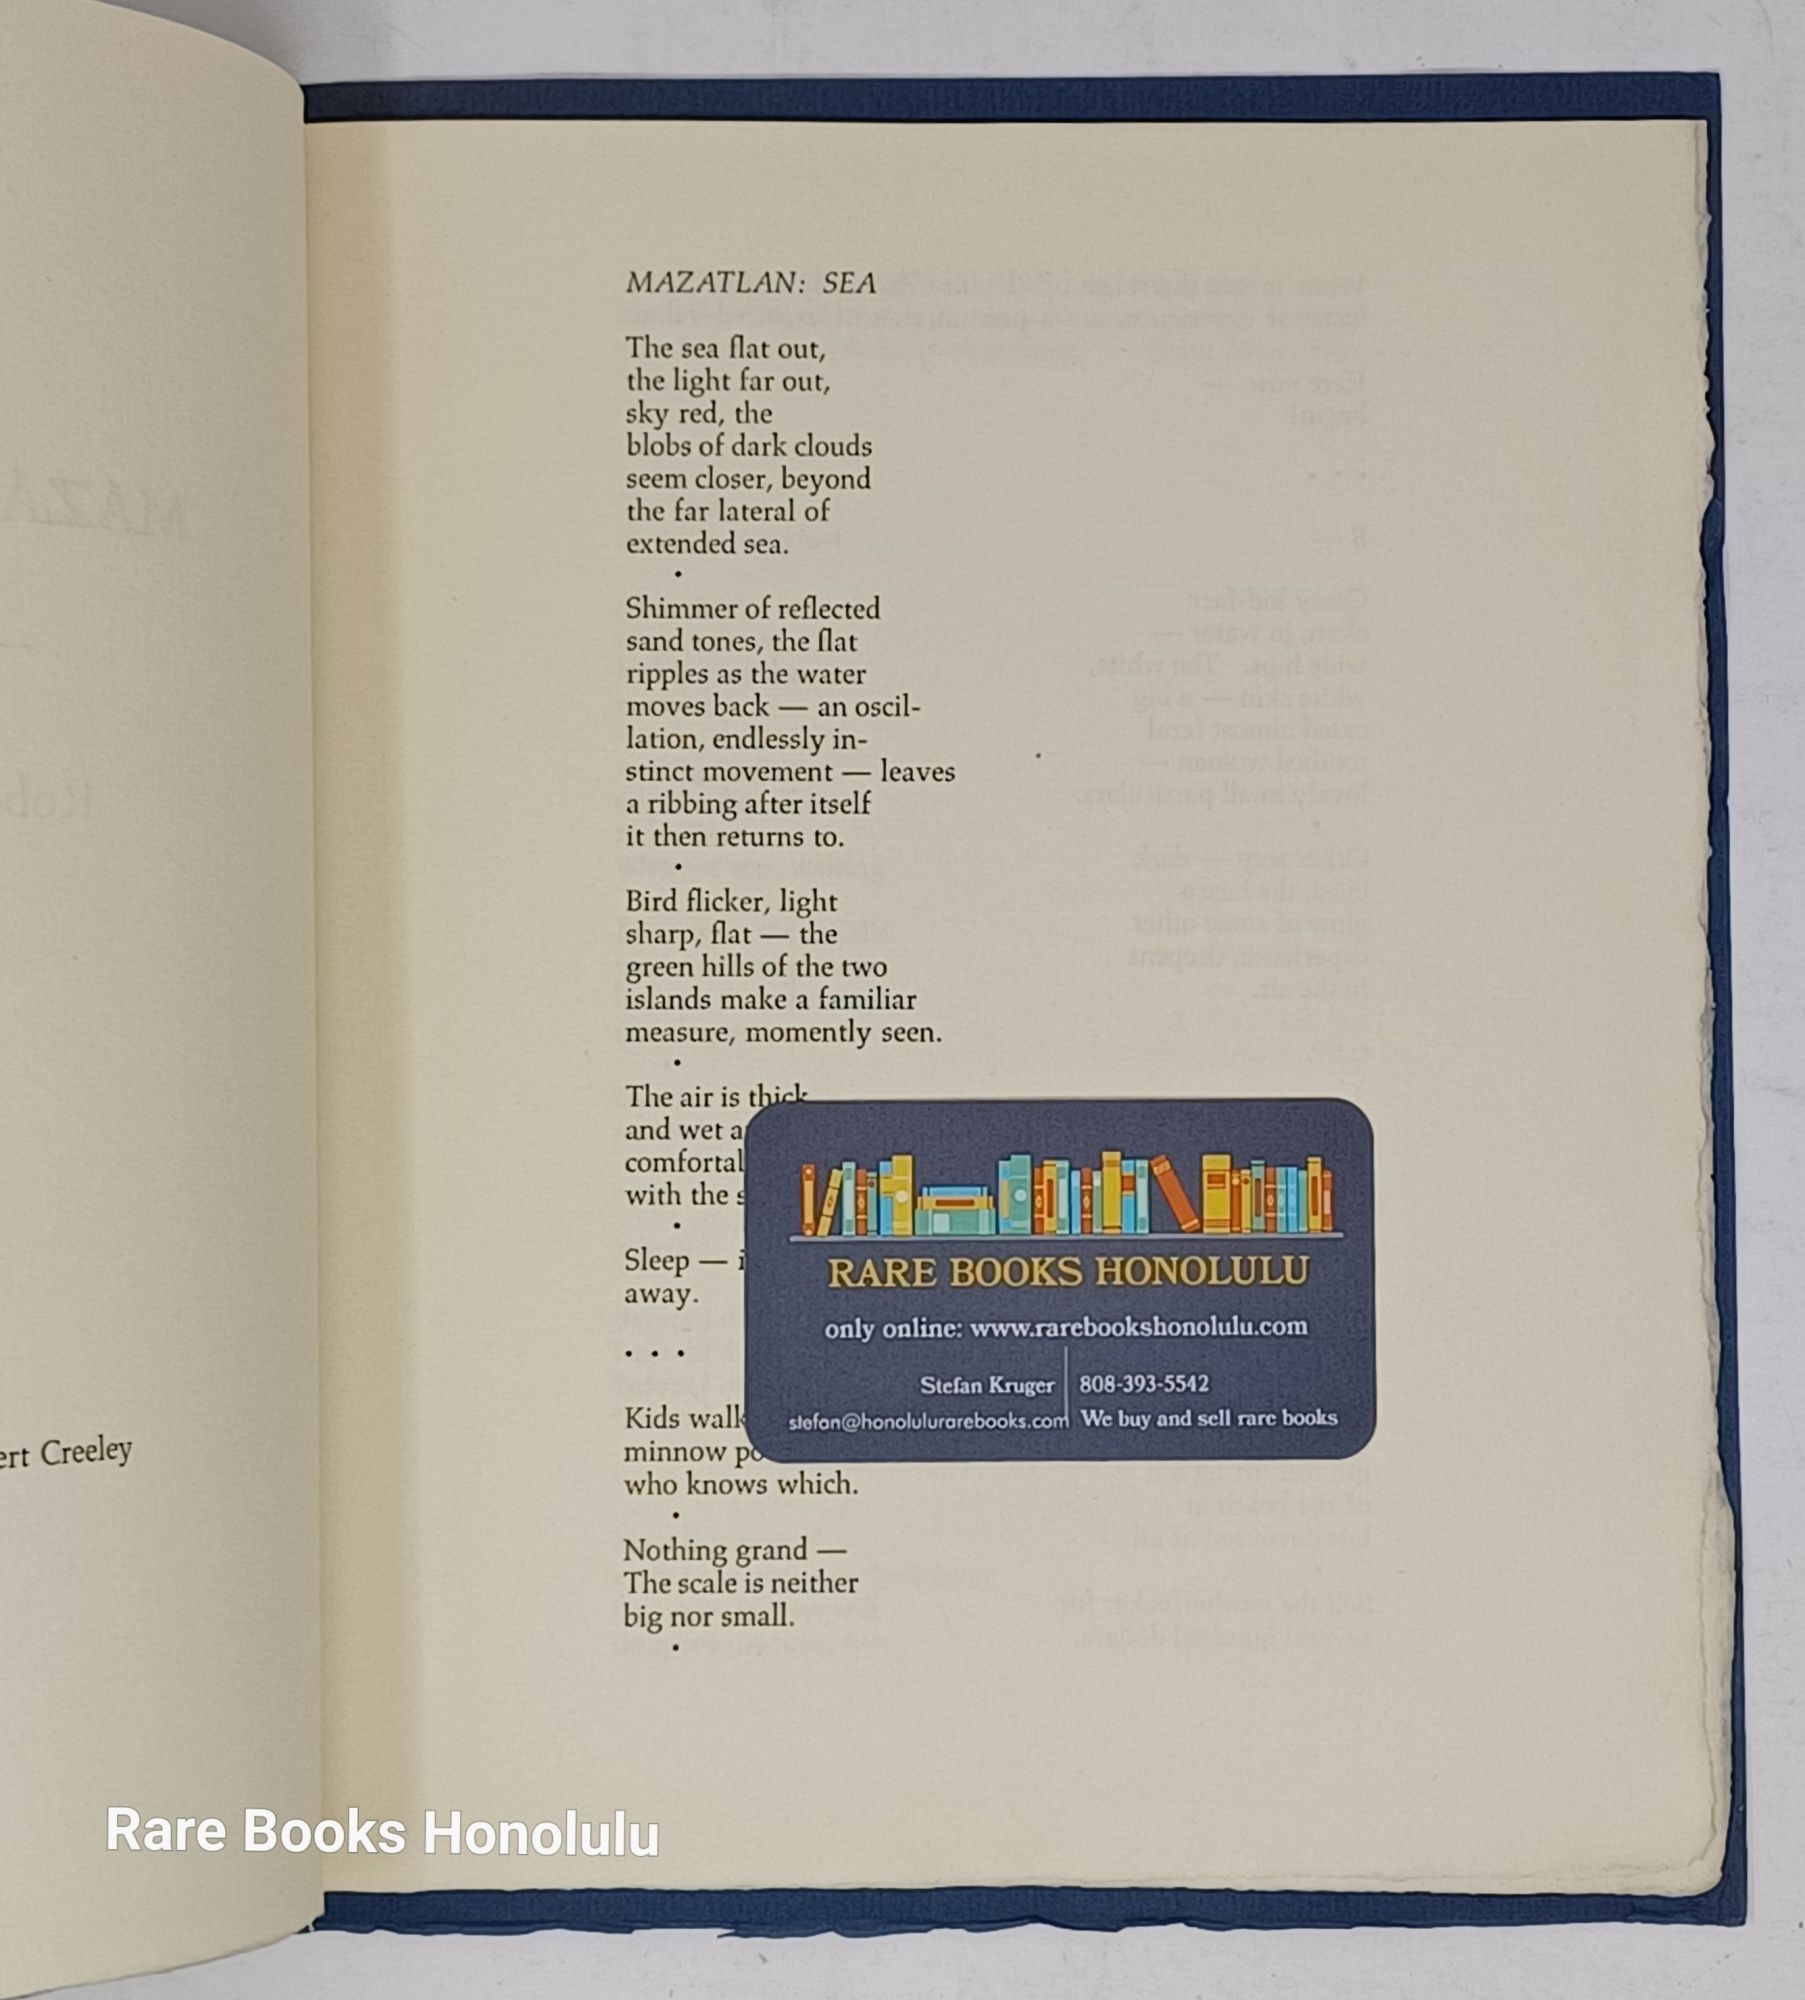 ert Creeley
MAZATLAN: SEA
The sea flat out,
the light far out,
sky red, the
blobs of dark clouds
seem closer, beyond
the far lateral of
extended sea.
•
Shimmer of reflected
sand tones, the flat
ripples as the water
moves back — an oscil-
lation, endlessly in-
stinct movement — leaves
a ribbing after itself
it then returns to.
•
Bird flicker, light
sharp, flat — the
green hills of the two
islands make a familiar
measure, momently seen.
•
The air is thick
and wet
with the
•
Sleep —
away.
• • •
Kids
minnow
who knows which.
•
Nothing grand —
The scale is neither
big nor small.
•
RARE BOOKS HONOLULU
only online: www.rarebookshonolulu.com
Stefan Kruger 808-393-5542
stefan@honolulurarebooks.com We buy and sell rare books
Rare Books Honolulu